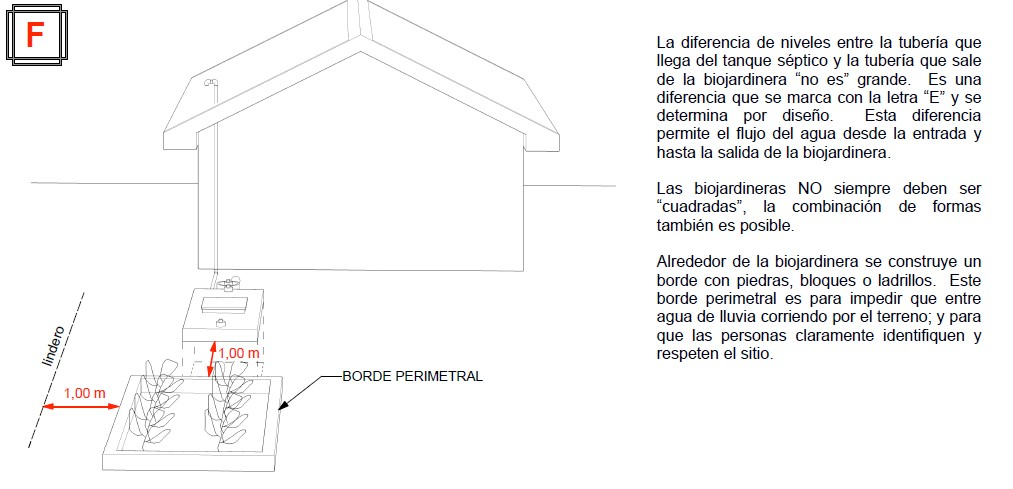 F
La diferencia de niveles entre la tubería que
llega del tanque séptico y la tubería que sale
de la biojardinera “no es” grande. Es una
diferencia que se marca con la letra “E” y se
determina por diseño. Esta diferencia
permite el flujo del agua desde la entrada y
hasta la salida de la biojardinera.
Las biojardineras NO siempre deben ser
“cuadradas”, la combinación de formas
también es posible.
Alrededor de la biojardinera se construye un
borde con piedras, bloques o ladrillos. Este
borde perimetral es para impedir que entre
agua de lluvia corriendo por el terreno; y para
que las personas claramente identifiquen y
respeten el sitio.
lindero
1,00 m
1,00 m
BORDE PERIMETRAL